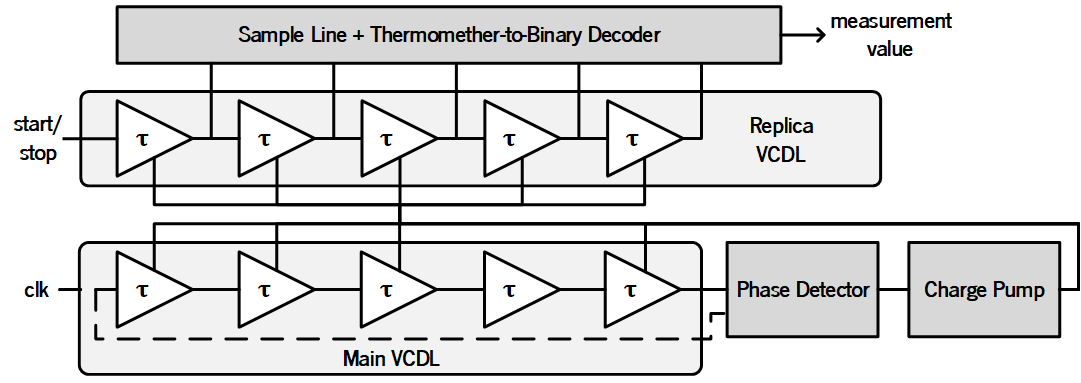 Sample Line + Thermomether-to-Binary Decoder
measurement
value
start/
stop
τ
τ
τ
τ
τ
Replica
VCDL
clk
τ
τ
τ
τ
τ
Phase Detector
Charge Pump
Main VCDL